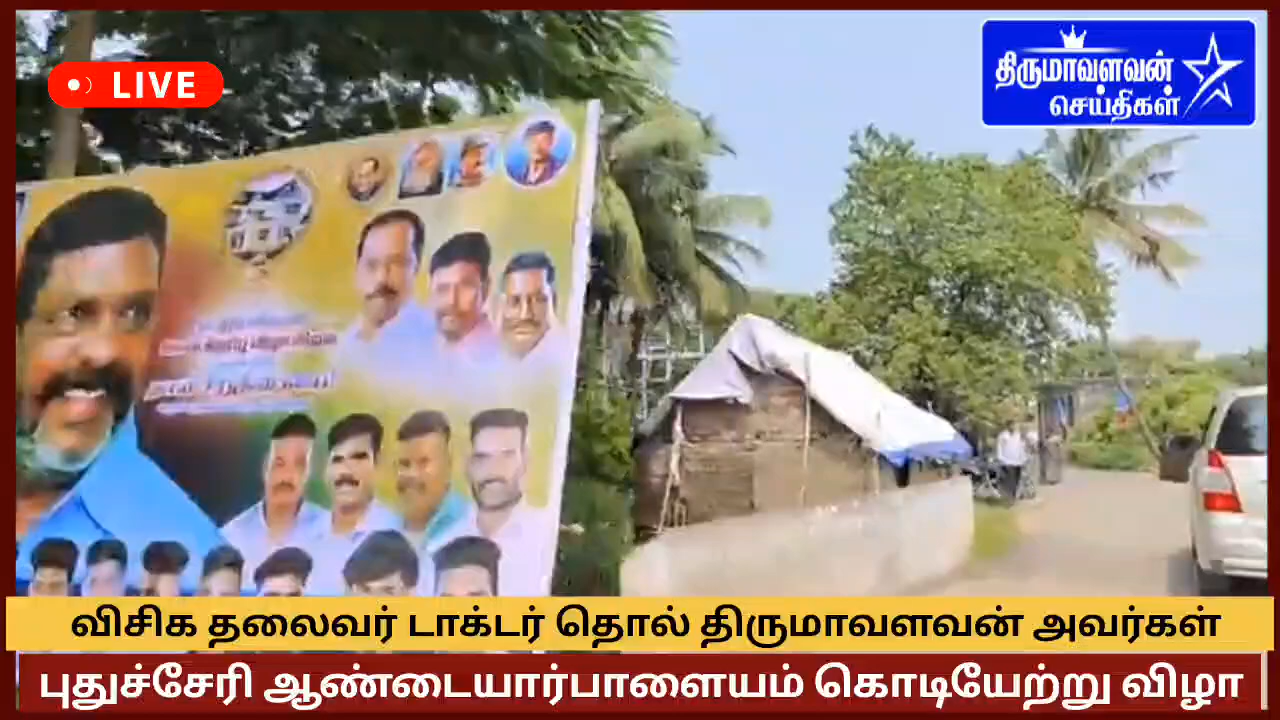 LIVE
திருமாவளவன்
செய்திகள்
விசிக தலைவர் டாக்டர் தொல் திருமாவளவன் அவர்கள்
புதுச்சேரி ஆண்டையார்பாளையம் கொடியேற்று விழா